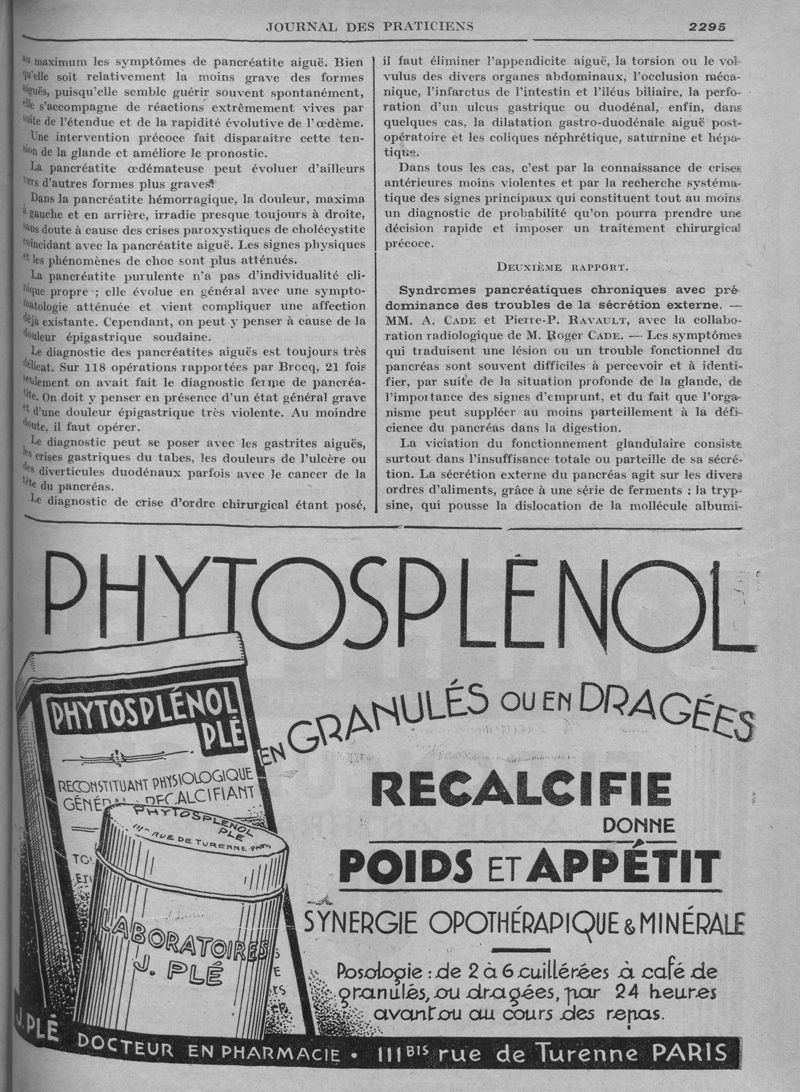 JOURNAL DES PRATICIENS 2295
au maximum les symptômes de pancréatite aiguë. Bien
qu'elle soit relativement la moins grave des formes
aiguës, puisqu'elle semble guérir souvent spontanément,
elle s'accompagne de réactions extrêmement vives par
suite de l'étendue et de la rapidité évolutive de l'œdème.
Une intervention précoce fait disparaître cette ten-
sion de la glande et améliore le pronostic.
La pancréatite œdémateuse peut évoluer d'ailleurs
vers d'autres formes plus graves.
Dans la pancréatite hémorragique, la douleur, maxima
à gauche et en arrière, irradie presque toujours à droite,
sans doute à cause des crises paroxystiques de cholécystite
coïncidant avec la pancréatite aiguë. Les signes physiques
et les phénomènes de choc sont plus atténués.
La pancréatite purulente n'a pas d'individualité cli-
nique propre ; elle évolue en général avec une sympto-
matologie atténuée et vient compliquer une affection
déjà existante. Cependant, on peut y penser à cause de la
douleur épigastrique soudaine.
Le diagnostic des pancréatites aiguës est toujours très
délicat. Sur 118 opérations rapportées par Brocq, 21 fois
seulement on avait fait le diagnostic ferme de pancréa-
tite. On doit y penser en présence d'un état général grave
et d'une douleur épigastrique très violente. Au moindre
doute, il faut opérer.
Le diagnostic peut se poser avec les gastrites aiguës,
les crises gastriques du tabes, les douleurs de l'ulcère ou
des diverticules duodénaux parfois avec le cancer de la
tête du pancréas.
Le diagnostic de crise d'ordre chirurgical étant posé,
il faut éliminer l'appendicite aiguë, la torsion ou le vol-
vulus des divers organes abdominaux, l'occlusion méca-
nique, l'infarctus de l'intestin et l'iléus biliaire, la perfo-
ration d'un ulcus gastrique ou duodénal, enfin, dans
quelques cas, la dilatation gastro-duodénale aiguë post-
opératoire et les coliques néphrétique, saturnine et hépa-
tique.
Dans tous les cas, c'est par la connaissance de crises
antérieures moins violentes et par la recherche systéma-
tique des signes principaux qui constituent tout au moins
un diagnostic de probabilité qu'on pourra prendre une
décision rapide et imposer un traitement chirurgical
précoce.
DEUXIÈME RAPPORT.
Syndromes pancréatiques chroniques avec pré-
dominance des troubles de la sécrétion externe. —
MM. A. CADE et Pierre-P. RAVAULT, avec la collabo-
ration radiologique de M. Roger CADE. — Les symptômes
qui traduisent une lésion ou un trouble fonctionnel du
pancréas sont souvent difficiles à percevoir et à identi-
fier, par suite de la situation profonde de la glande, de
l'importance des signes d'emprunt, et du fait que l'orga-
nisme peut suppléer au moins parteillement à la défi-
cience du pancréas dans la digestion.
La viciation du fonctionnement glandulaire consiste
surtout dans l'insuffisance totale ou parteille de sa sécré-
tion. La sécrétion externe du pancréas agit sur les divers
ordres d'aliments, grâce à une série de ferments ; la tryp-
sine, qui pousse la dislocation de la mollécule albumi-
PHYTOSPLÉNOL
EN GRANULÉS OU EN DRAGÉES
RECALCIFIE
DONNE
POIDS ET APPÉTIT
SYNERGIE OPOTHÉRAPIQUE & MINÉRALE
Posologie : de 2 à 6 cuillérées à café de
granulés, ou dragées, par 24 heures
avant ou au cours des repas.
PHYTOSPLÉNOL
PLÉ
RECONSTITUANT PHYSIOLOGIQUE
GÉNÉRAL DECALCIFIANT
PHYTOSPLENOL
PLÉ
111bis RUE DE TURENNE-PARIS
LABORATOIRES
J. PLÉ
J. PLÉ DOCTEUR EN PHARMACIE • 111BIS rue de Turenne PARIS